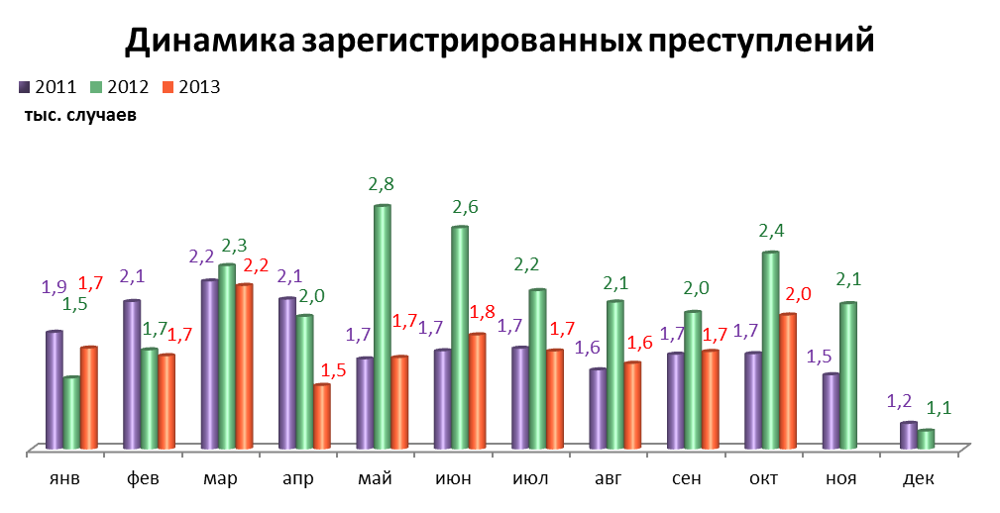 Динамика зарегистрированных преступлений
2011 2012 2013
тыс. случаев
1,9 1,5 1,7
2,1 1,7 1,7
2,2 2,3 2,2
2,1 2,0 1,5
1,7 2,8 1,7
1,7 2,6 1,8
1,7 2,2 1,7
1,6 2,1 1,6
1,7 2,0 1,7
1,7 2,4 2,0
1,5 2,1
1,2 1,1
янв фев мар апр май июн июл авг сен окт ноя дек